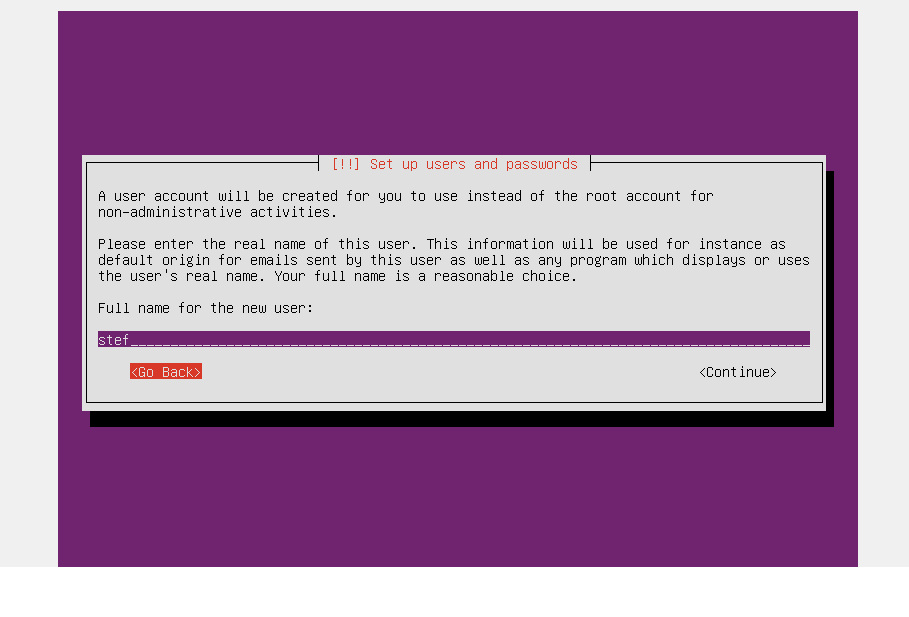 [!!] Set up users and passwords
A user account will be created for you to use instead of the root account for
non-administrative activities.
Please enter the real name of this user. This information will be used for instance as
default origin for emails sent by this user as well as any program which displays or uses
the user's real name. Your full name is a reasonable choice.
Full name for the new user:
stef
<Go Back> <Continue>